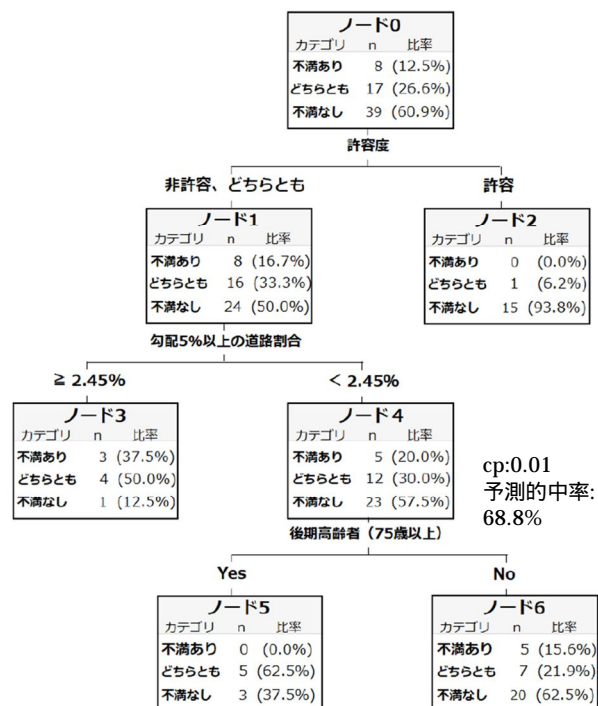 ノード0
カテゴリ n 比率
不満あり 8 (12.5%)
どちらとも 17 (26.6%)
不満なし 39 (60.9%)
許容度
非許容、どちらとも 許容
ノード1
カテゴリ n 比率
不満あり 8 (16.7%)
どちらとも 16 (33.3%)
不満なし 24 (50.0%)
ノード2
カテゴリ n 比率
不満あり 0 (0.0%)
どちらとも 1 (6.2%)
不満なし 15 (93.8%)
勾配5%以上の道路割合
≧ 2.45% < 2.45%
ノード3
カテゴリ n 比率
不満あり 3 (37.5%)
どちらとも 4 (50.0%)
不満なし 1 (12.5%)
ノード4
カテゴリ n 比率
不満あり 5 (20.0%)
どちらとも 12 (30.0%)
不満なし 23 (57.5%)
cp:0.01
予測的中率:
68.8%
後期高齢者（75歳以上）
Yes No
ノード5
カテゴリ n 比率
不満あり 0 (0.0%)
どちらとも 5 (62.5%)
不満なし 3 (37.5%)
ノード6
カテゴリ n 比率
不満あり 5 (15.6%)
どちらとも 7 (21.9%)
不満なし 20 (62.5%)